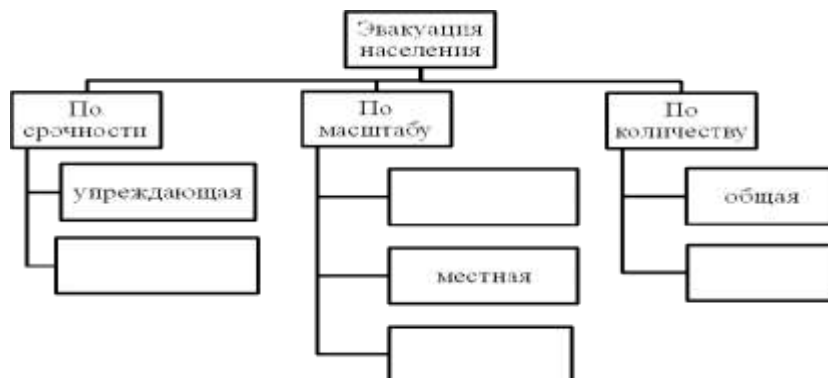 Эвакуация
населения
По
срочности
По
масштабу
По
количеству
упреждающая
общая
местная